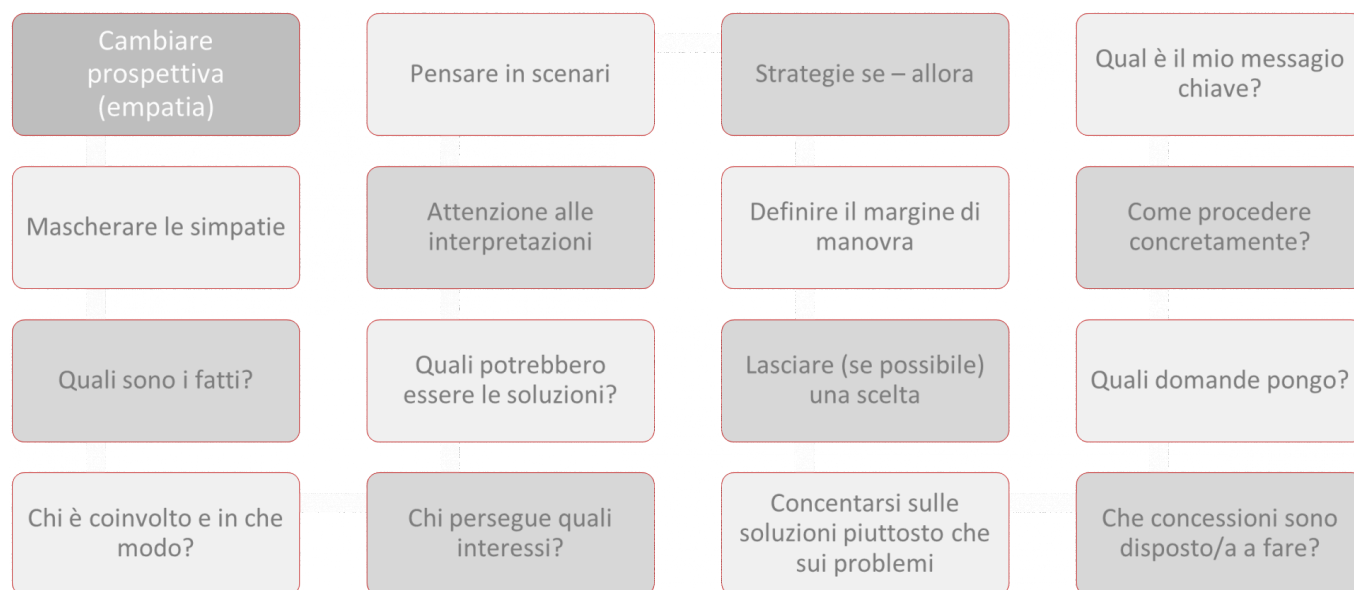 Cambiare
prospettiva
(empatia)
Mascherare le simpatie
Quali sono i fatti?
Chi è coinvolto e in che
modo?
Chi persegue quali
interessi?
Quali potrebbero
essere le soluzioni?
Attenzione alle
interpretazioni
Pensare in scenari
Strategie se – allora
Definire il margine di
manovra
Lasciare (se possibile)
una scelta
Concentarsi sulle
soluzioni piuttosto che
sui problemi
Che concessioni sono
disposto/a a fare?
Quali domande pongo?
Come procedere
concretamente?
Qual è il mio messagio
chiave?